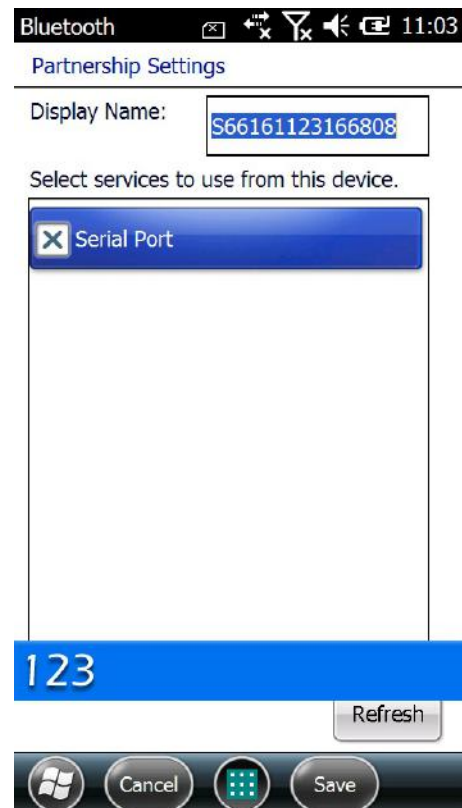 Bluetooth 11:03
Partnership Settings
Display Name: S66161123166808
Select services to use from this device.
Serial Port
123
Refresh
Cancel Save